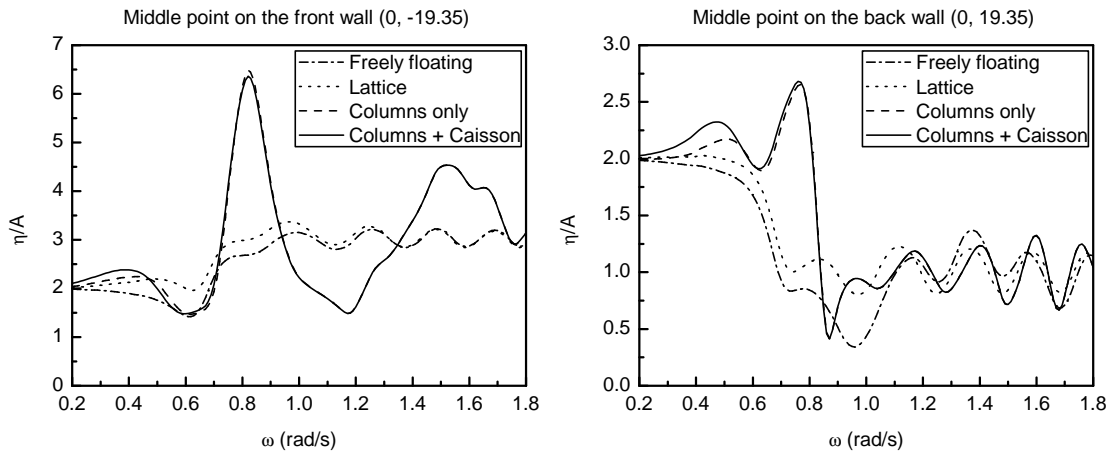 Middle point on the front wall (0, -19.35)
7
6
5
4
3
2
1
0
η/A
Freely floating
Lattice
Columns only
Columns + Caisson
0.2 0.4 0.6 0.8 1.0 1.2 1.4 1.6 1.8
ω (rad/s)
Middle point on the back wall (0, 19.35)
3.0
2.5
2.0
1.5
1.0
0.5
0.0
η/A
Freely floating
Lattice
Columns only
Columns + Caisson
0.2 0.4 0.6 0.8 1.0 1.2 1.4 1.6 1.8
ω (rad/s)